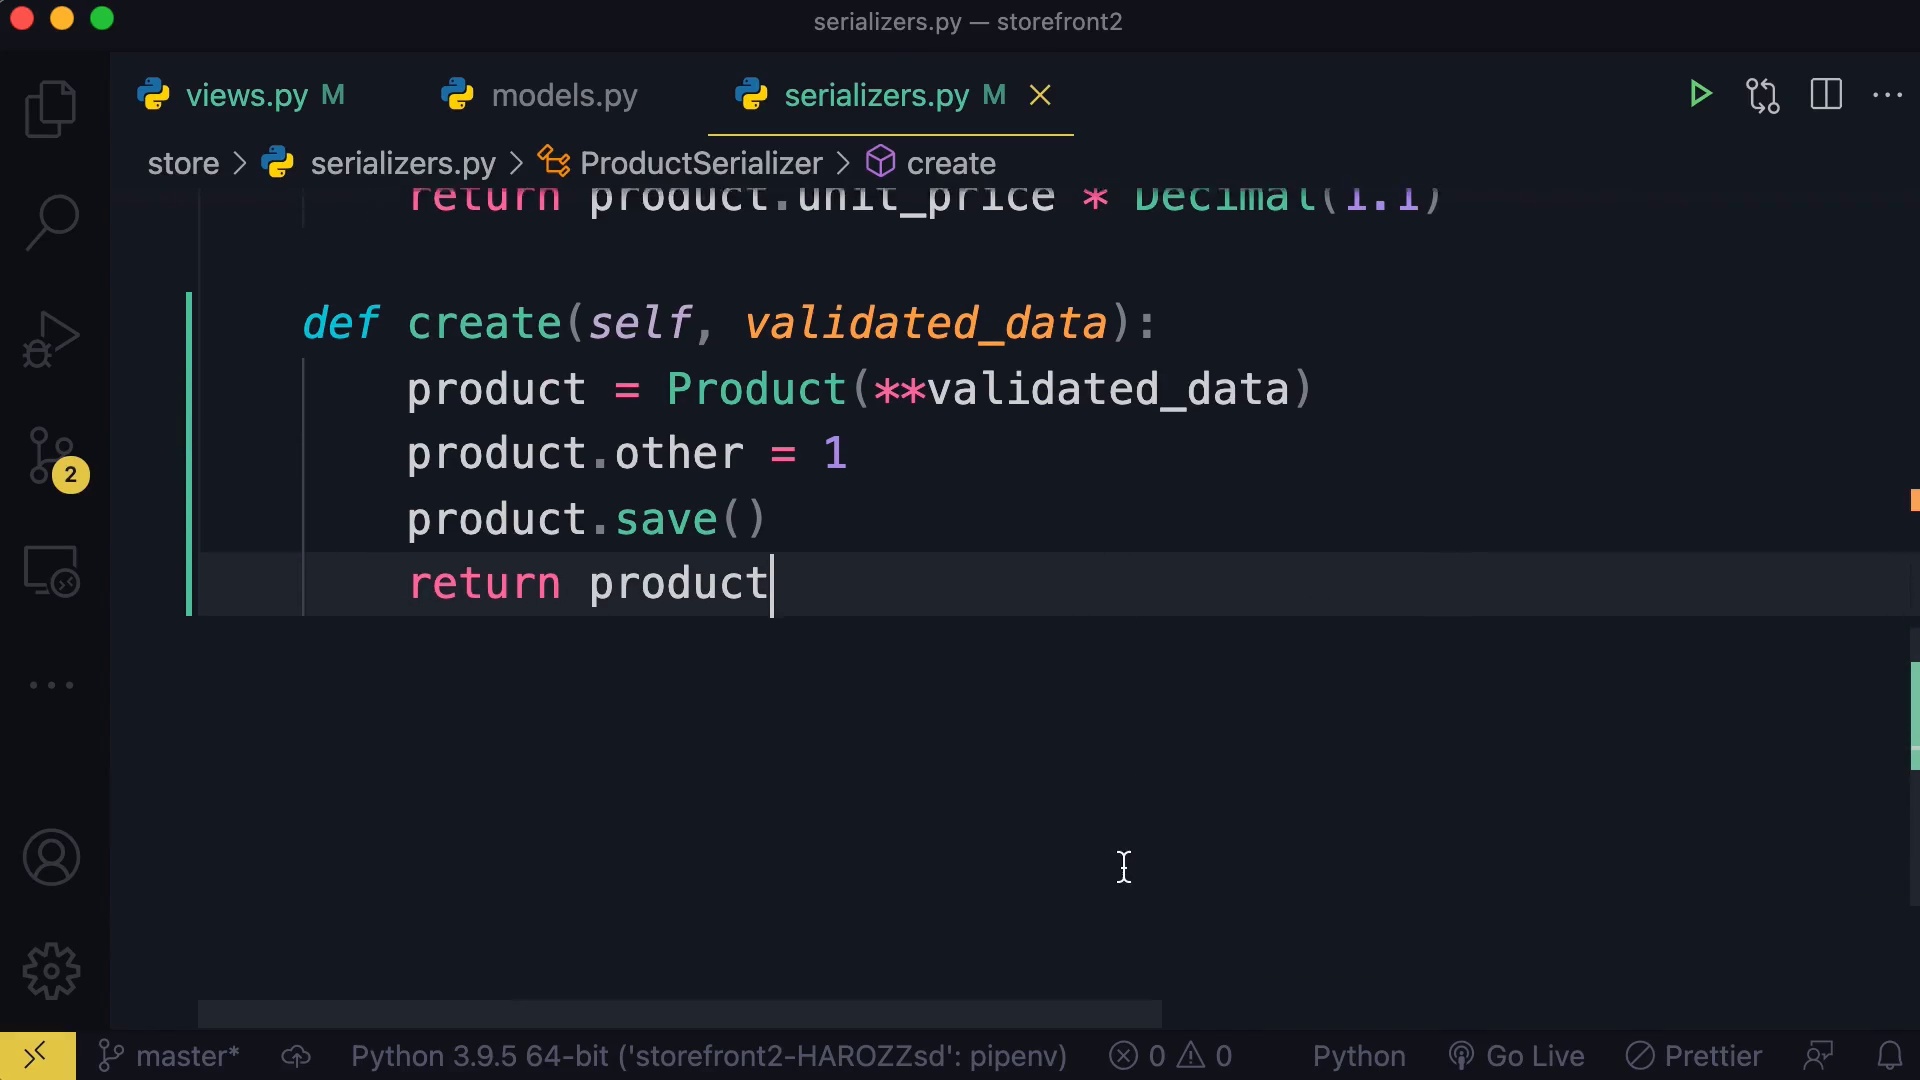 serializers.py — storefront2
views.py M models.py serializers.py M
store > serializers.py > ProductSerializer > create
return product.unit_price * Decimal(1.1)
def create(self, validated_data):
product = Product(**validated_data)
product.other = 1
product.save()
return product
2
master* Python 3.9.5 64-bit ('storefront2-HAROZZsd': pipenv) 0 0 Python Go Live Prettier